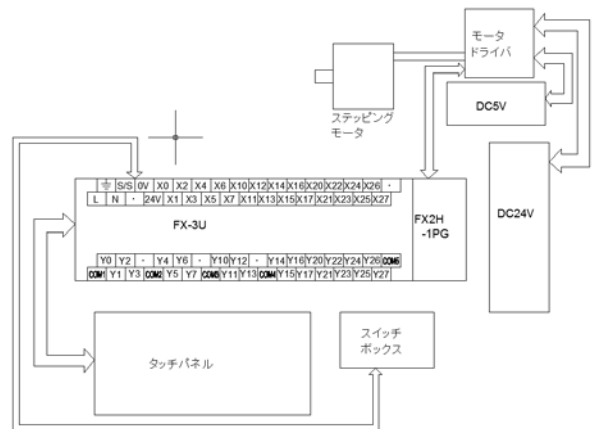 モータ
ドライバ
ステッピング
モータ
DC5V
DC24V
S/S 0V X0 X2 X4 X6 X10 X12 X14 X16 X20 X22 X24 X26 ・
L N ・ 24V X1 X3 X5 X7 X11 X13 X15 X17 X21 X23 X25 X27
FX-3U
FX2H
-1PG
Y0 Y2 ・ Y4 Y6 ・ Y10 Y12 ・ Y14 Y16 Y20 Y22 Y24 Y26 COM5
COM1 Y1 Y3 COM2 Y5 Y7 COM3 Y11 Y13 COM4 Y15 Y17 Y21 Y23 Y25 Y27
タッチパネル
スイッチ
ボックス